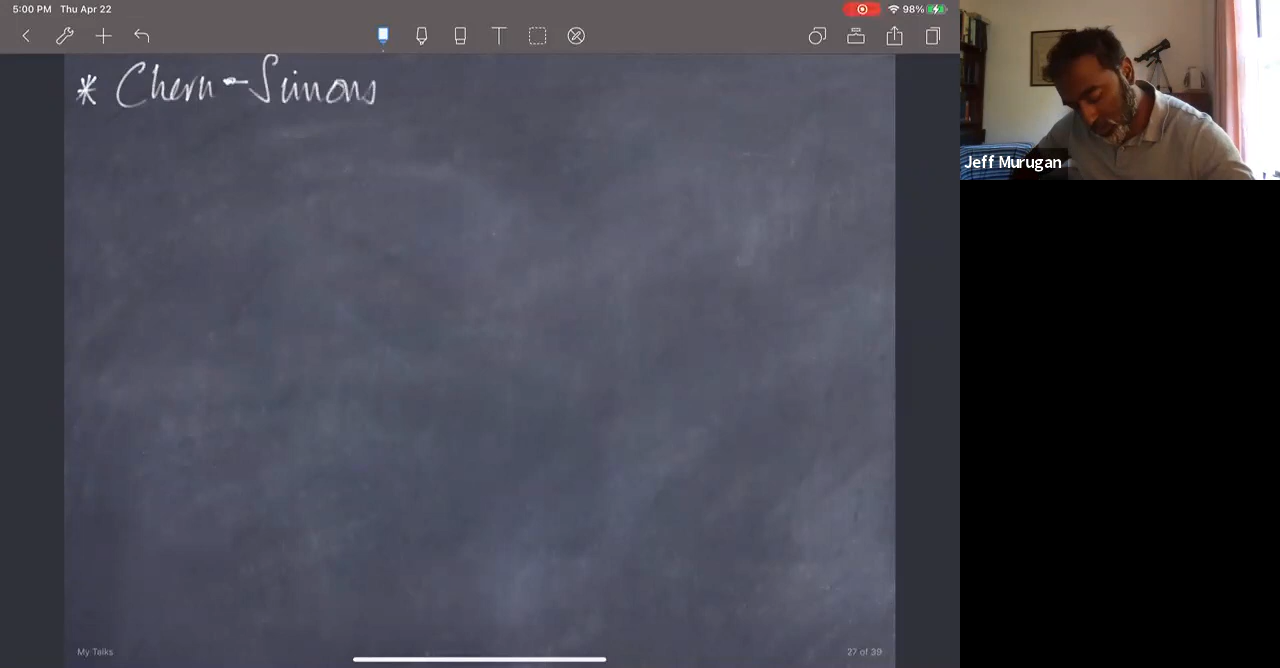 5:00 PM Thu Apr 22
98%
* Chern-Simons
Jeff Murugan
My Talks
27 of 39